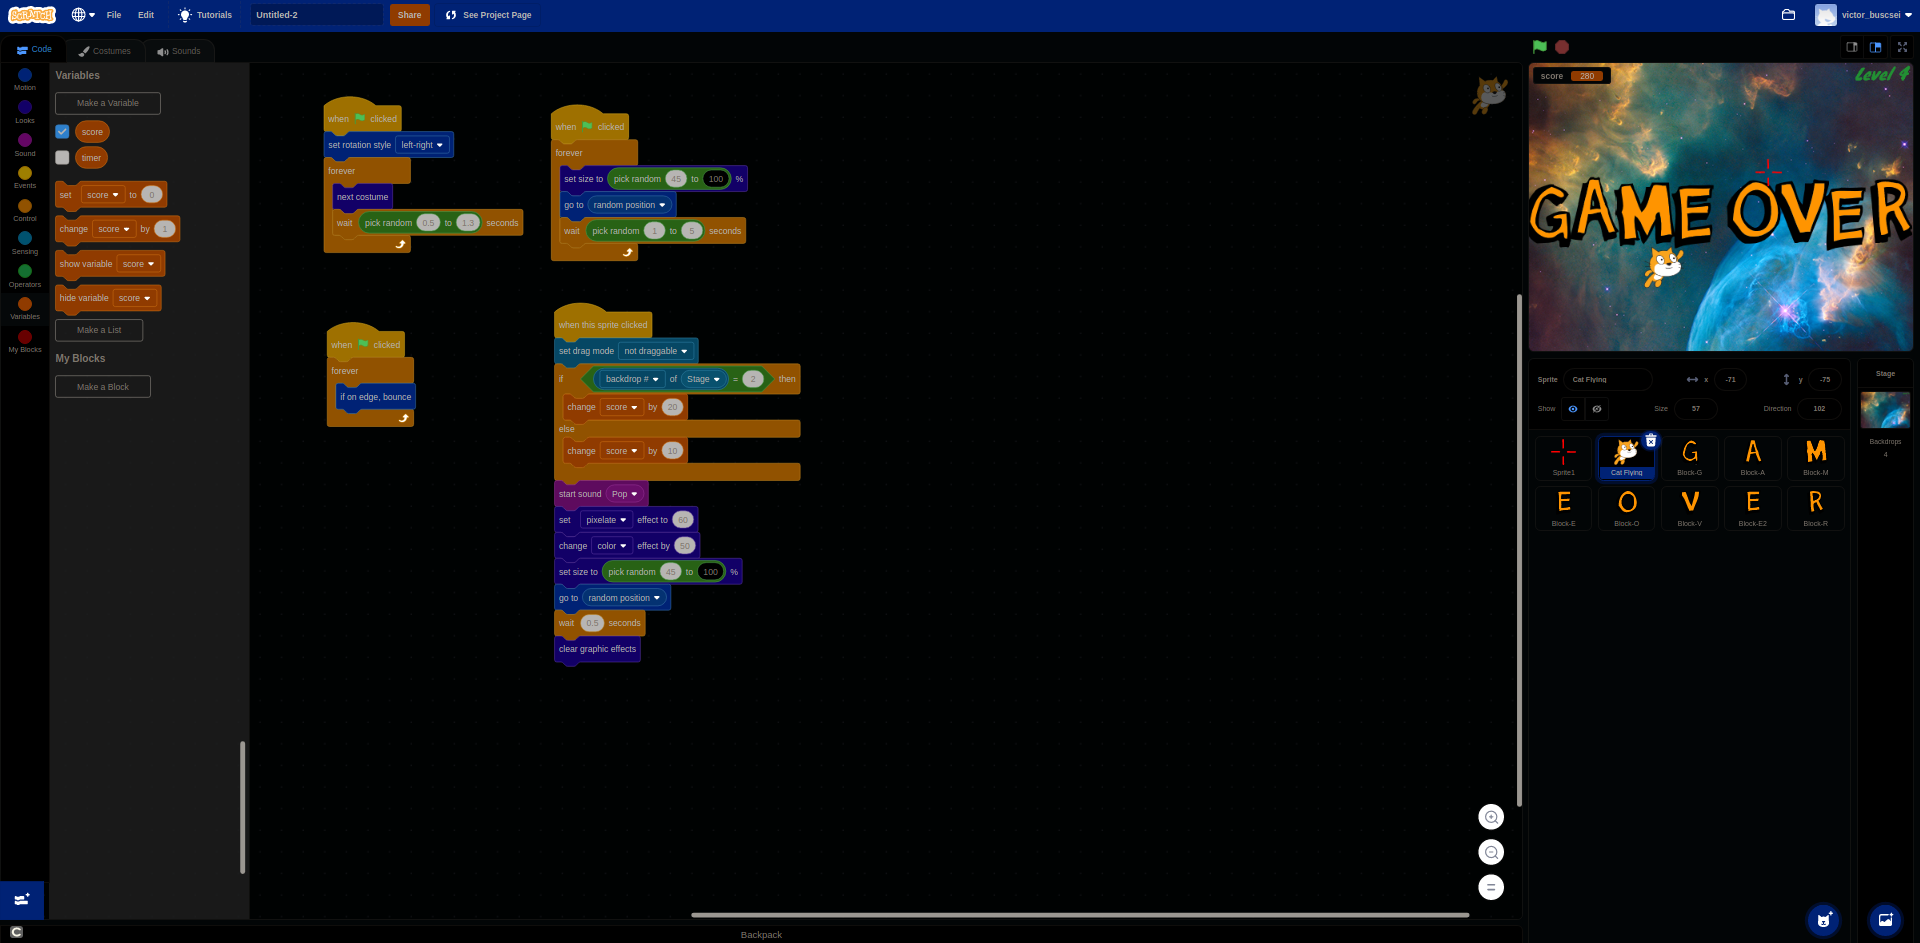 SCRATCH
File
Edit
Tutorials
Untitled-2
Share
See Project Page
victor_buscsei
Code
Costumes
Sounds
Motion
Looks
Sound
Events
Control
Sensing
Operators
Variables
My Blocks
Variables
Make a Variable
score
timer
set score to 0
change score by 1
show variable score
hide variable score
Make a List
My Blocks
Make a Block
when clicked
set rotation style left-right
forever
next costume
wait pick random 0.5 to 1.3 seconds
when clicked
forever
set size to pick random 45 to 100 %
go to random position
wait pick random 1 to 5 seconds
when clicked
forever
if on edge, bounce
when this sprite clicked
set drag mode not draggable
if backdrop # of Stage = 2 then
change score by 20
else
change score by 10
start sound Pop
set pixelate effect to 60
change color effect by 50
set size to pick random 45 to 100 %
go to random position
wait 0.5 seconds
clear graphic effects
score 280
Level 4
GAME OVER
Sprite Cat Flying x -71 y -75
Show Size 57 Direction 102
Sprite1
Cat Flying
G
Block-G
A
Block-A
M
Block-M
E
Block-E
O
Block-O
V
Block-V
E
Block-E2
R
Block-R
Stage
Backdrops
4
Backpack